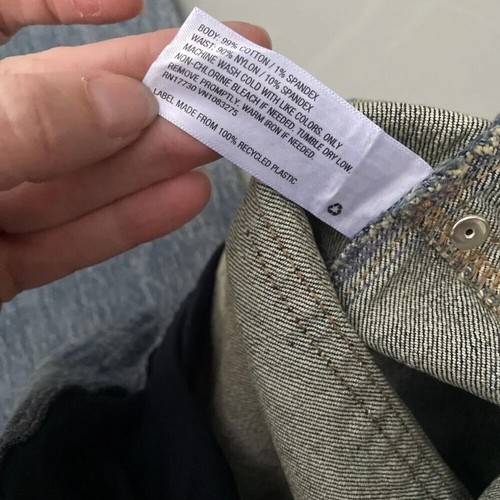 BODY: 99% COTTON / 1% SPANDEX
WAIST: 90% NYLON / 10% SPANDEX
MACHINE WASH COLD WITH LIKE COLORS, ONLY
NON-CHLORINE BLEACH IF NEEDED. TUMBLE DRY LOW.
REMOVE PROMPTLY. WARM IRON IF NEEDED.
RN17730 VN1083275
LABEL MADE FROM 100% RECYCLED PLASTIC